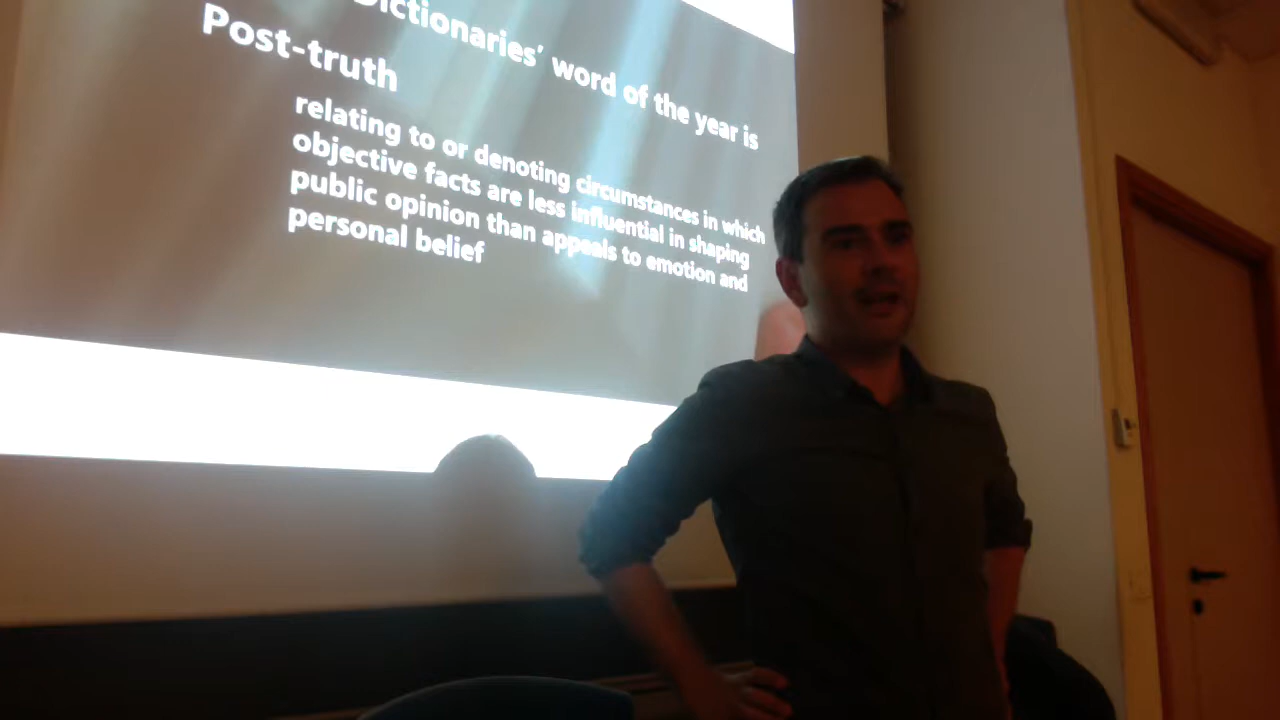 Dictionaries’ word of the year is
Post-truth
relating to or denoting circumstances in which
objective facts are less influential in shaping
public opinion than appeals to emotion and
personal belief